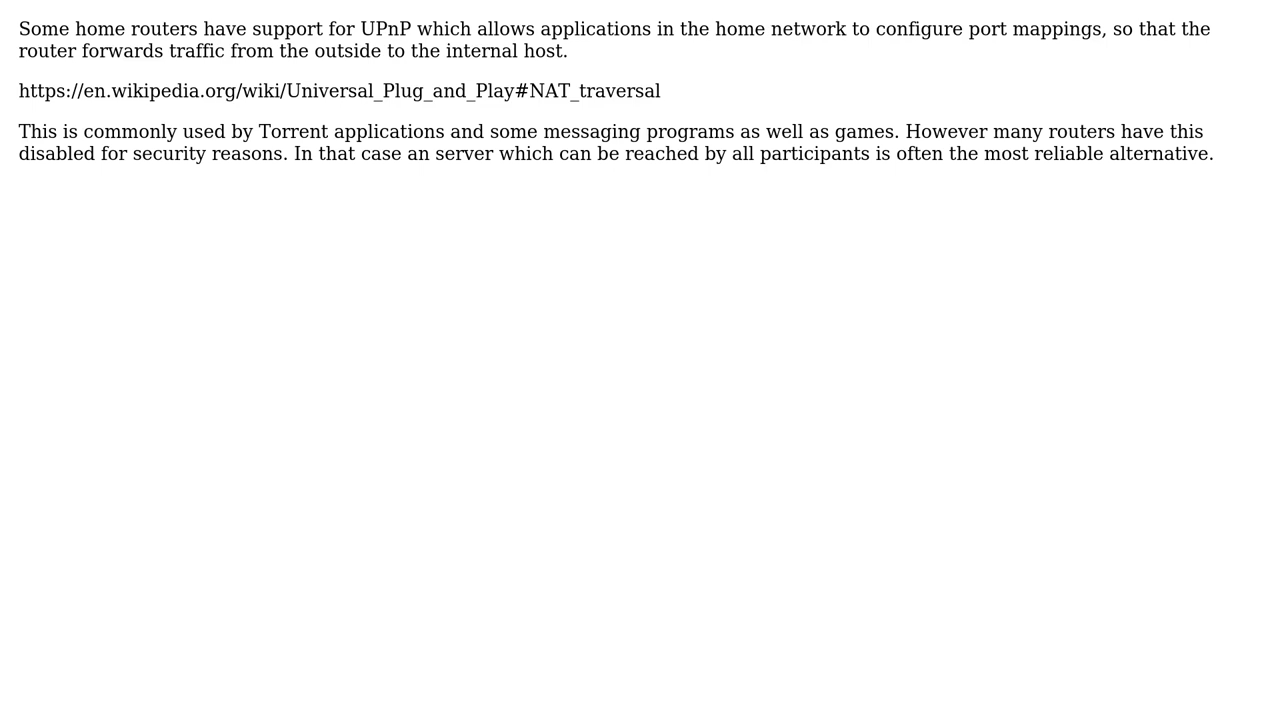 Some home routers have support for UPnP which allows applications in the home network to configure port mappings, so that the
router forwards traffic from the outside to the internal host.
https://en.wikipedia.org/wiki/Universal_Plug_and_Play#NAT_traversal
This is commonly used by Torrent applications and some messaging programs as well as games. However many routers have this
disabled for security reasons. In that case an server which can be reached by all participants is often the most reliable alternative.